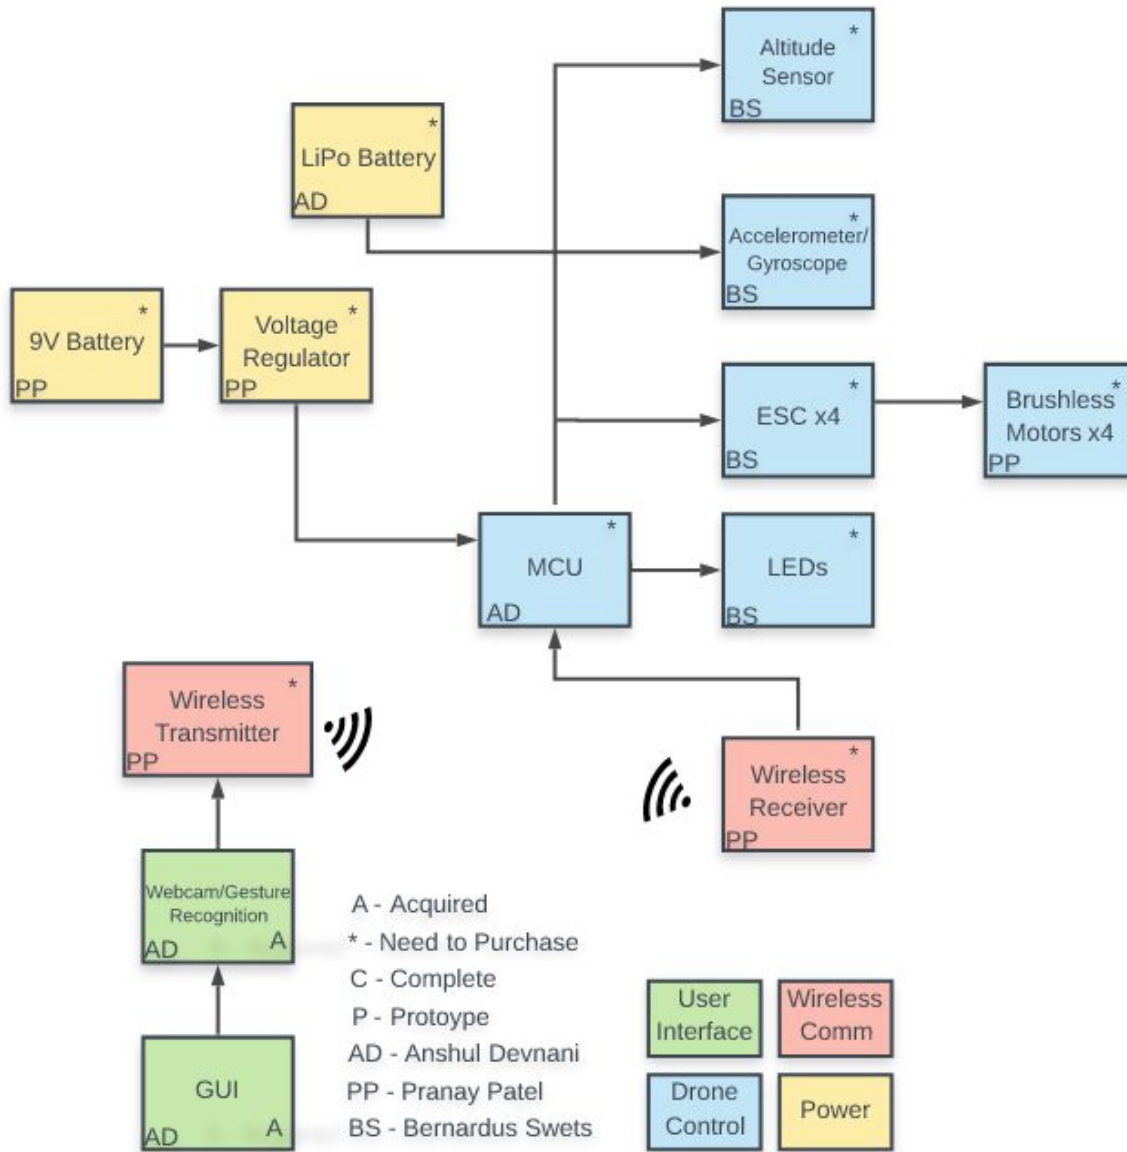 Altitude *
Sensor
BS
*
LiPo Battery
AD
*
Accelerometer/
Gyroscope
BS
*
9V Battery
PP
Voltage *
Regulator
PP
*
ESC x4
BS
*
Brushless
Motors x4
PP
*
MCU
AD
*
LEDs
BS
*
Wireless
Transmitter
PP
*
Wireless
Receiver
PP
Webcam/Gesture
Recognition
AD A
GUI
AD A
A - Acquired
* - Need to Purchase
C - Complete
P - Protoype
AD - Anshul Devnani
PP - Pranay Patel
BS - Bernardus Swets
User
Interface
Wireless
Comm
Drone
Control
Power